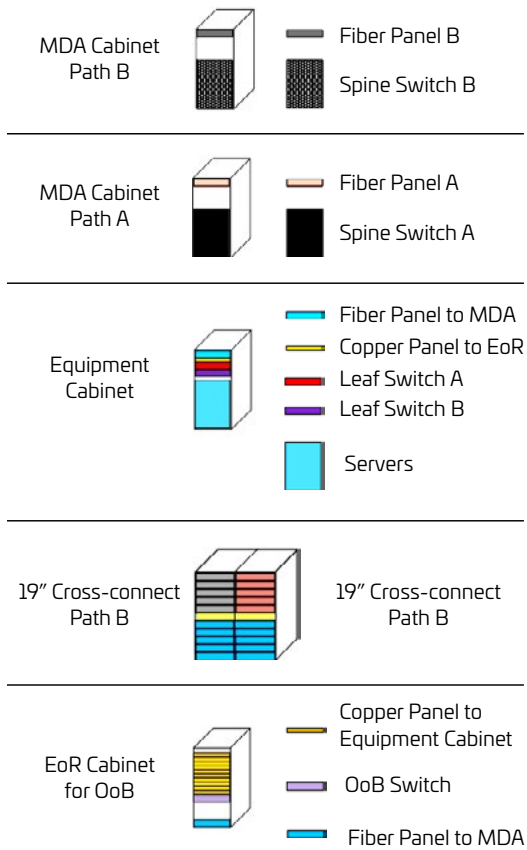 MDA Cabinet
Path B
Fiber Panel B
Spine Switch B
MDA Cabinet
Path A
Fiber Panel A
Spine Switch A
Equipment
Cabinet
Fiber Panel to MDA
Copper Panel to EoR
Leaf Switch A
Leaf Switch B
Servers
19” Cross-connect
Path B
19” Cross-connect
Path B
EoR Cabinet
for OoB
Copper Panel to
Equipment Cabinet
OoB Switch
Fiber Panel to MDA